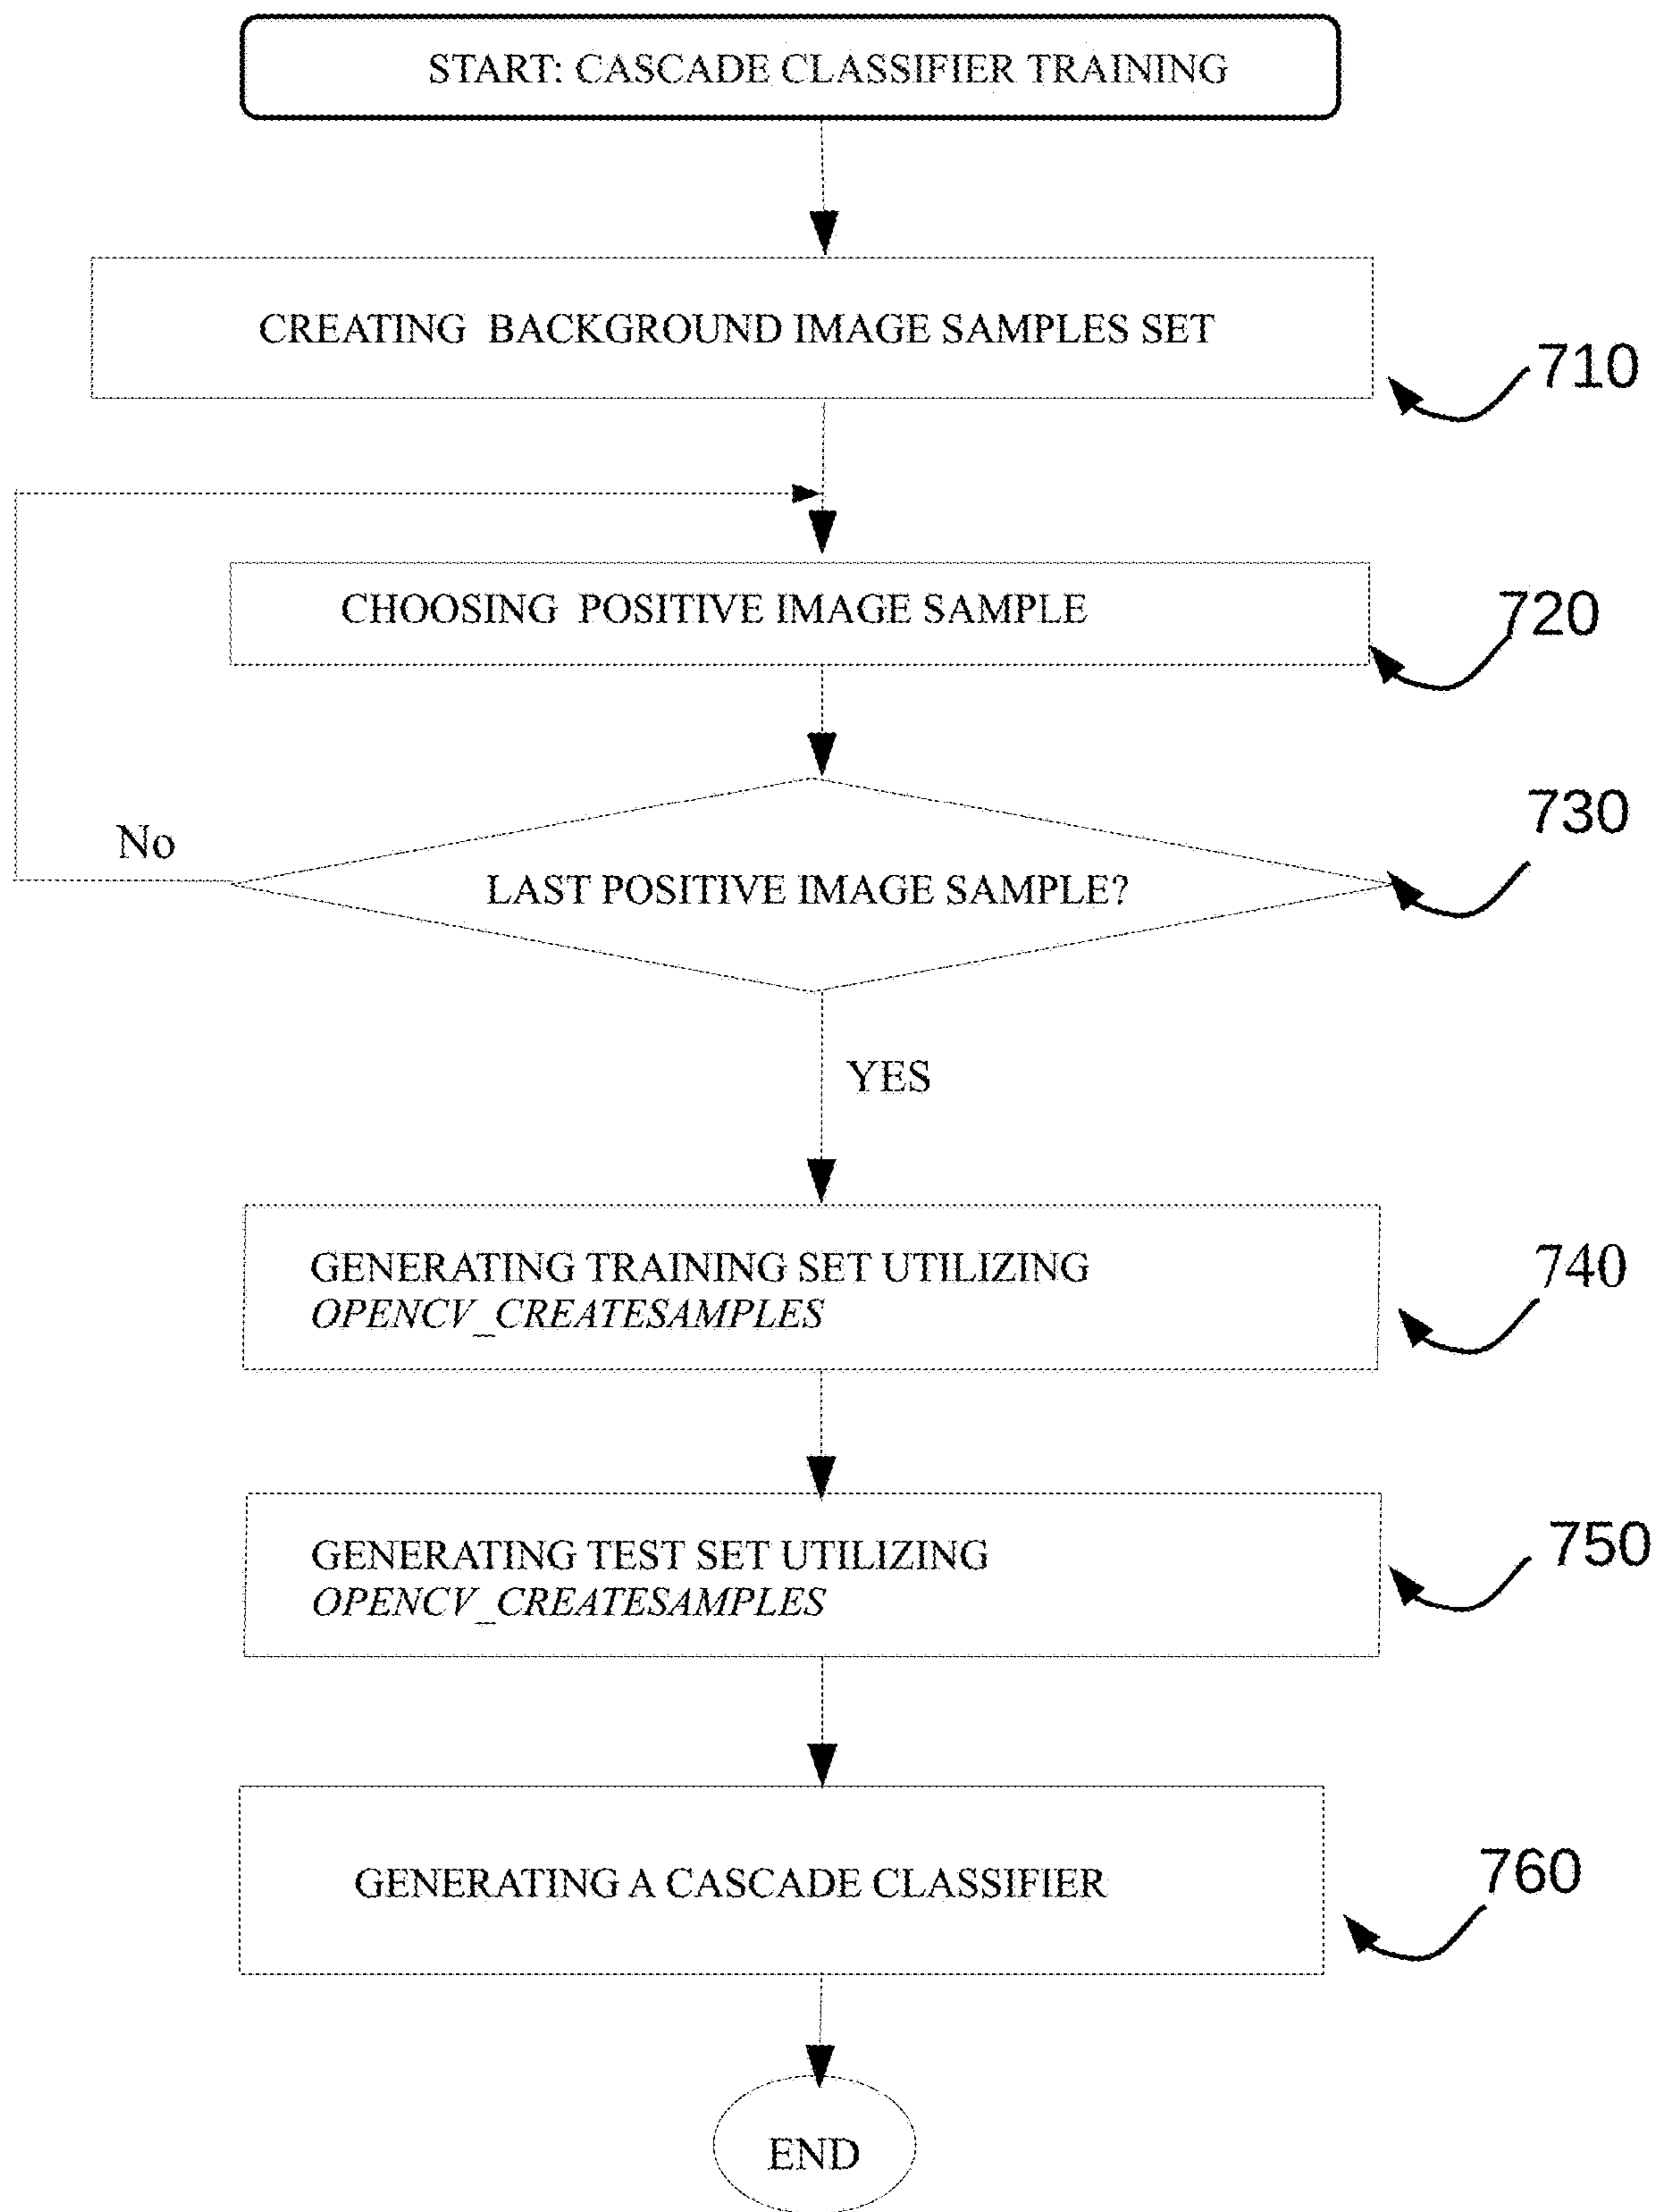 START: CASCADE CLASSIFIER TRAINING
CREATING BACKGROUND IMAGE SAMPLES SET
710
CHOOSING POSITIVE IMAGE SAMPLE
720
730
No
LAST POSITIVE IMAGE SAMPLE?
YES
GENERATING TRAINING SET UTILIZING
OPENCV_CREATESAMPLES
740
GENERATING TEST SET UTILIZING
OPENCV_CREATESAMPLES
750
GENERATING A CASCADE CLASSIFIER
760
END